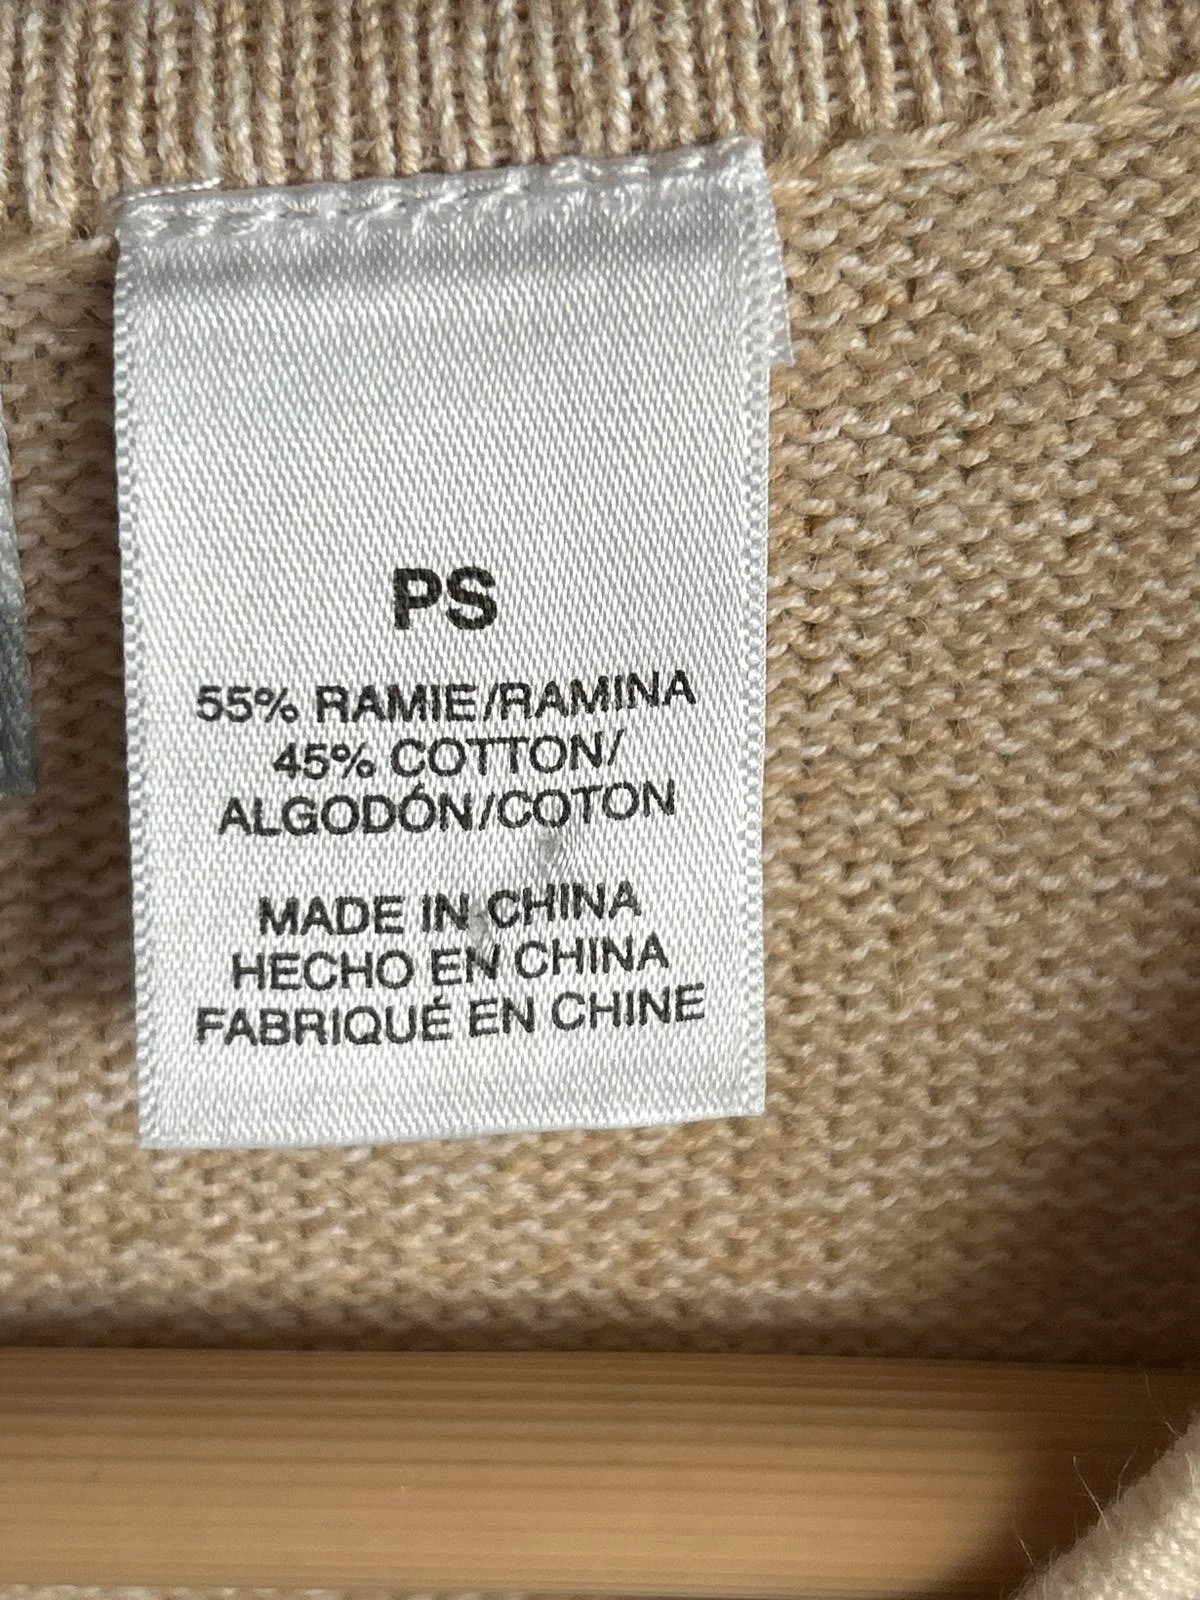 PS
55% RAMIE/RAMINA
45% COTTON/
ALGODÓN/COTON
MADE IN CHINA
HECHO EN CHINA
FABRIQUÉ EN CHINE